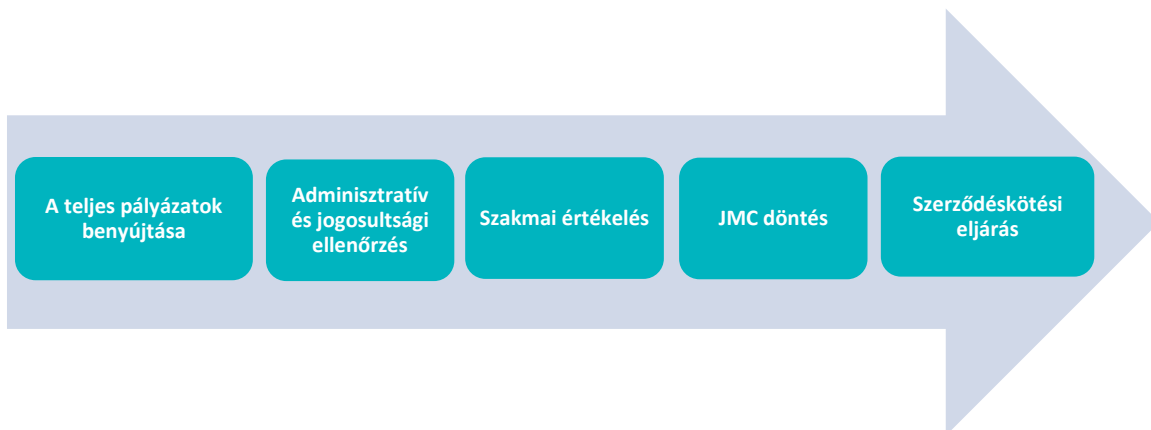 A teljes pályázatok
benyújtása
Adminisztratív
és jogosultsági
ellenőrzés
Szakmai értékelés
JMC döntés
Szerződéskötési
eljárás